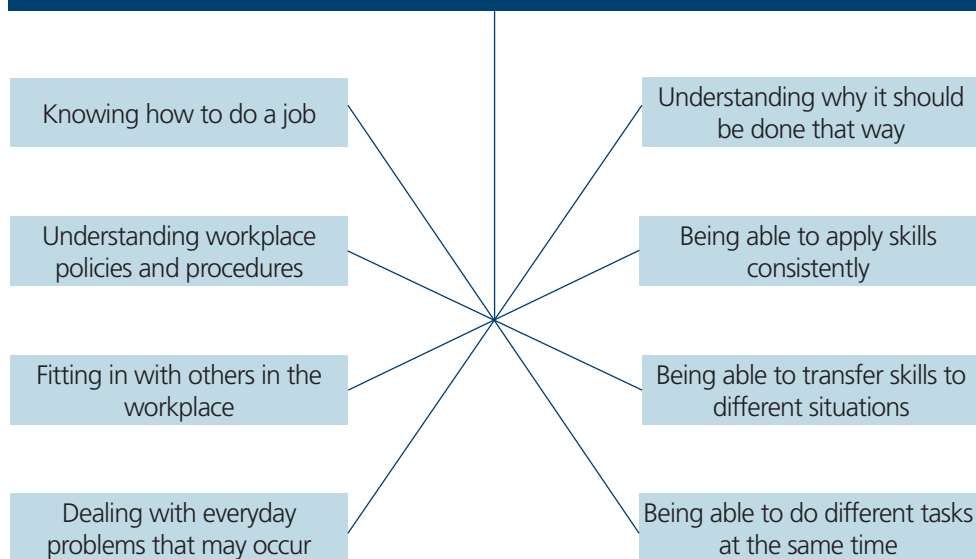 Knowing how to do a job
Understanding why it should
be done that way
Understanding workplace
policies and procedures
Being able to apply skills
consistently
Fitting in with others in the
workplace
Being able to transfer skills to
different situations
Dealing with everyday
problems that may occur
Being able to do different tasks
at the same time